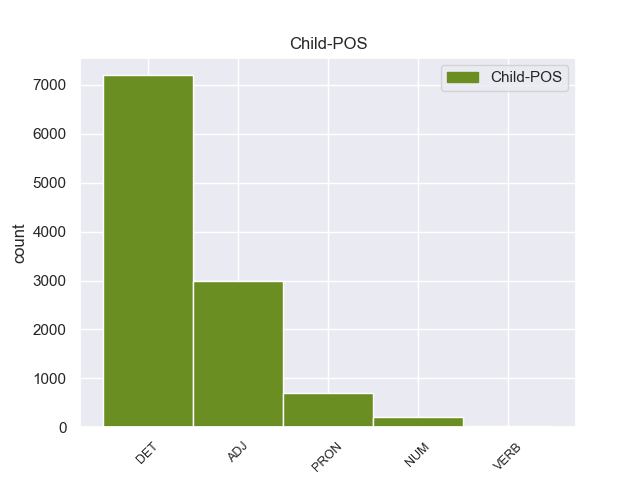 Child-POS
Child-POS
count
7000
6000
5000
4000
3000
2000
1000
0
DET
ADJ
PRON
NUM
VERB